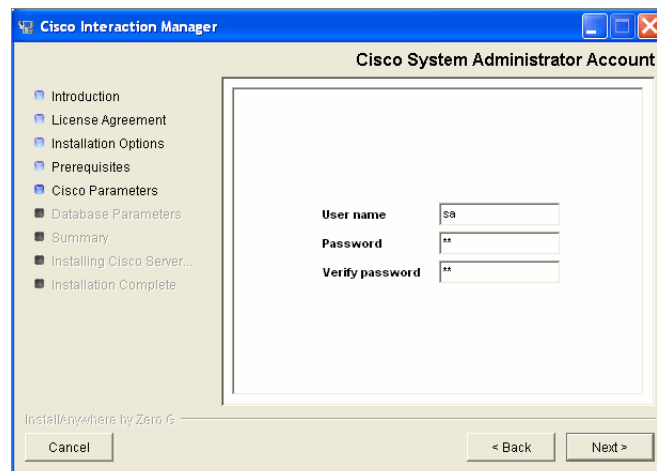 Cisco Interaction Manager
Cisco System Administrator Account
Introduction
License Agreement
Installation Options
Prerequisites
Cisco Parameters
Database Parameters
Summary
Installing Cisco Server...
Installation Complete
User name
sa
Password
**
Verify password
**
InstallAnywhere by Zero G
Cancel
< Back
Next >